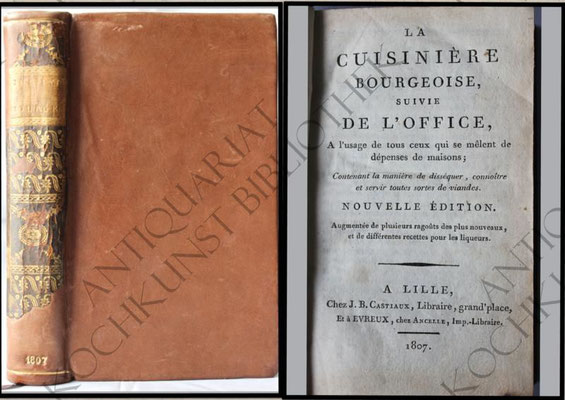 1807
LA
CUISINIÈRE
BOURGEOISE,
SUIVIE
DE L'OFFICE,
A l'usage de tous ceux qui se mêlent de
dépenses de maisons;
Contenant la manière de disséquer, connoître
et servir toutes sortes de viandes.
NOUVELLE ÉDITION.
Augmentée de plusieurs ragoûts des plus nouveaux,
et de différentes recettes pour les liqueurs.
A LILLE,
Chez J. B. CASTIAUX, Libraire, grand'place,
Et à EVREUX, chez ANCELLE, Imp.-Libraire,
1807.
ANTIQUARIAT
KOCHKUNST BIBLIOTHEK
ANTIQ
KOCHK